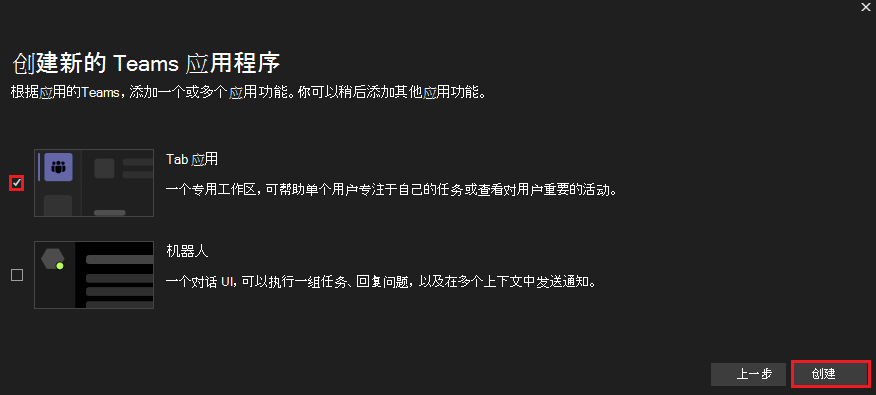 创建新的 Teams 应用程序
根据应用的Teams，添加一个或多个应用功能。你可以稍后添加其他应用功能。
Tab 应用
一个专用工作区，可帮助单个用户专注于自己的任务或查看对用户重要的活动。
机器人
一个对话 UI，可以执行一组任务、回复问题，以及在多个上下文中发送通知。
上一步 创建